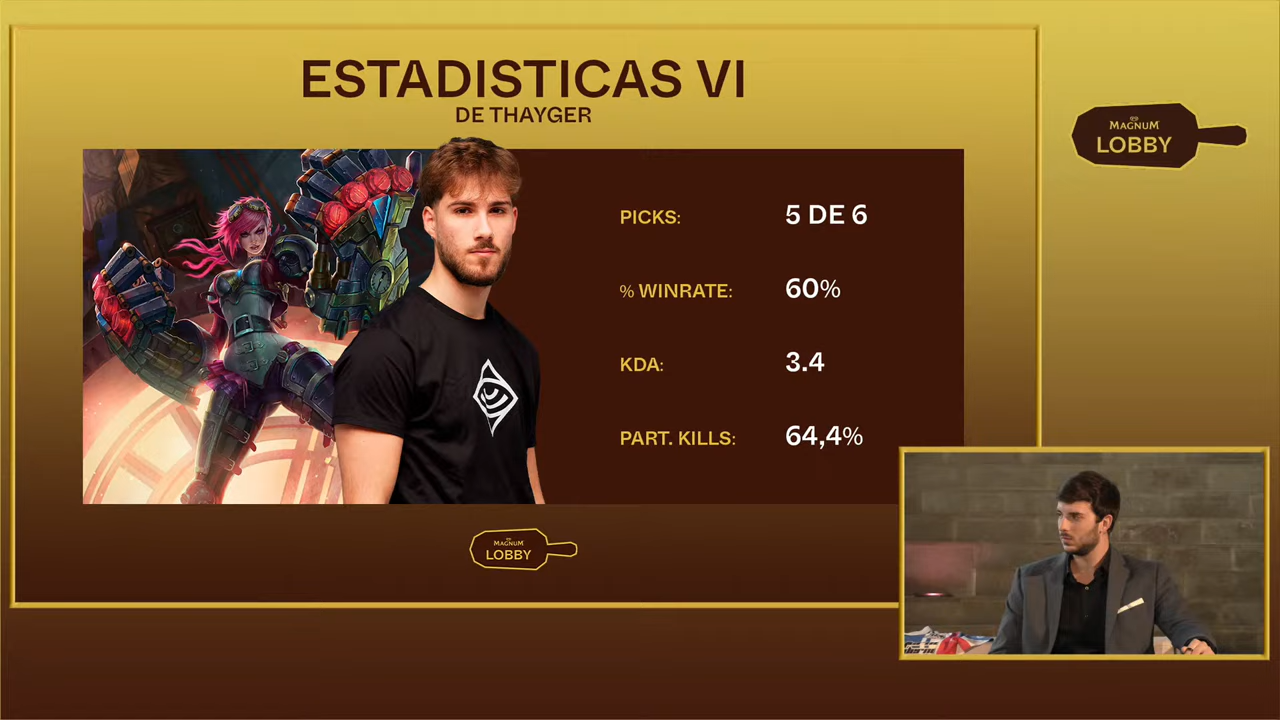 ESTADISTICAS VI
DE THAYGER
MAGNUM
LOBBY
PICKS: 5 DE 6
% WINRATE: 60%
KDA: 3.4
PART. KILLS: 64,4%
MAGNUM
LOBBY